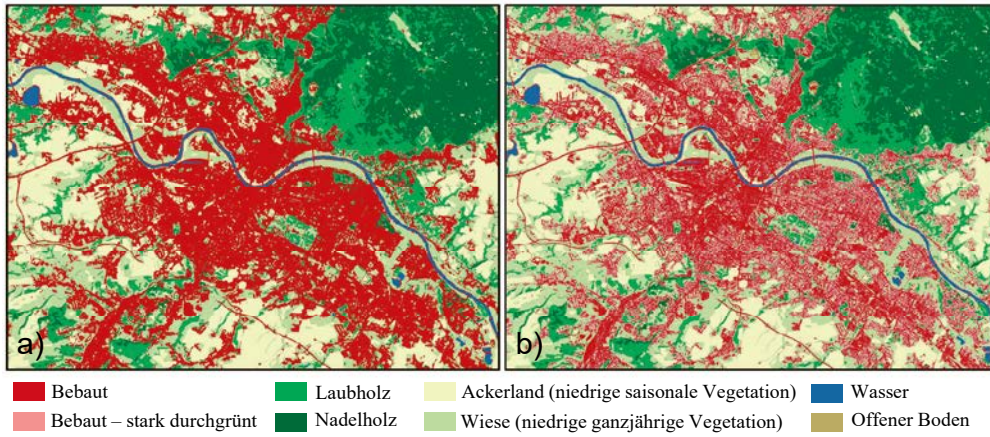 a)
b)
Bebaut
Laubholz
Ackerland (niedrige saisonale Vegetation)
Wasser
Bebaut – stark durchgrünt
Nadelholz
Wiese (niedrige ganzjährige Vegetation)
Offener Boden